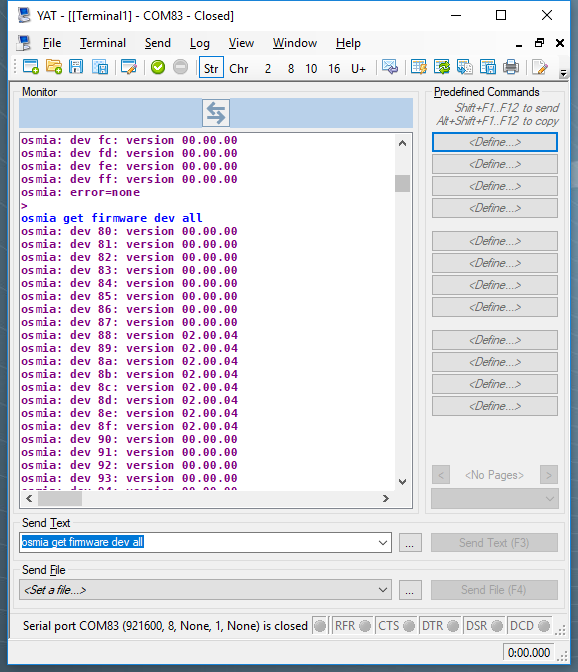 YAT - [[Terminal1] - COM83 - Closed]
File Terminal Send Log View Window Help
Str Chr 2 8 10 16 U+
Monitor
osmia: dev fc: version 00.00.00
osmia: dev fd: version 00.00.00
osmia: dev fe: version 00.00.00
osmia: dev ff: version 00.00.00
osmia: error=none
>
osmia get firmware dev all
osmia: dev 80: version 00.00.00
osmia: dev 81: version 00.00.00
osmia: dev 82: version 00.00.00
osmia: dev 83: version 00.00.00
osmia: dev 84: version 00.00.00
osmia: dev 85: version 00.00.00
osmia: dev 86: version 00.00.00
osmia: dev 87: version 00.00.00
osmia: dev 88: version 02.00.04
osmia: dev 89: version 02.00.04
osmia: dev 8a: version 02.00.04
osmia: dev 8b: version 02.00.04
osmia: dev 8c: version 02.00.04
osmia: dev 8d: version 02.00.04
osmia: dev 8e: version 02.00.04
osmia: dev 8f: version 02.00.04
osmia: dev 90: version 00.00.00
osmia: dev 91: version 00.00.00
osmia: dev 92: version 00.00.00
osmia: dev 93: version 00.00.00
osmia: dev 94: version 00.00.00
Predefined Commands
Shift+F1..F12 to send
Alt+Shift+F1..F12 to copy
<Define...>
<Define...>
<Define...>
<Define...>
<Define...>
<Define...>
<Define...>
<Define...>
<Define...>
<Define...>
<Define...>
<Define...>
< <No Pages> >
Send Text
osmia get firmware dev all ... Send Text (F3)
Send File
<Set a file...> ... Send File (F4)
Serial port COM83 (921600, 8, None, 1, None) is closed RFR CTS DTR DSR DCD
0:00.000